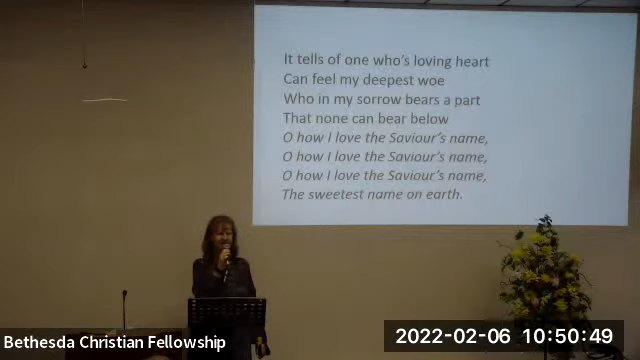 It tells of one who's loving heart
Can feel my deepest woe
Who in my sorrow bears a part
That none can bear below
O how I love the Saviour's name,
O how I love the Saviour's name,
O how I love the Saviour's name,
The sweetest name on earth.
Bethesda Christian Fellowship
2022-02-06 10:50:49